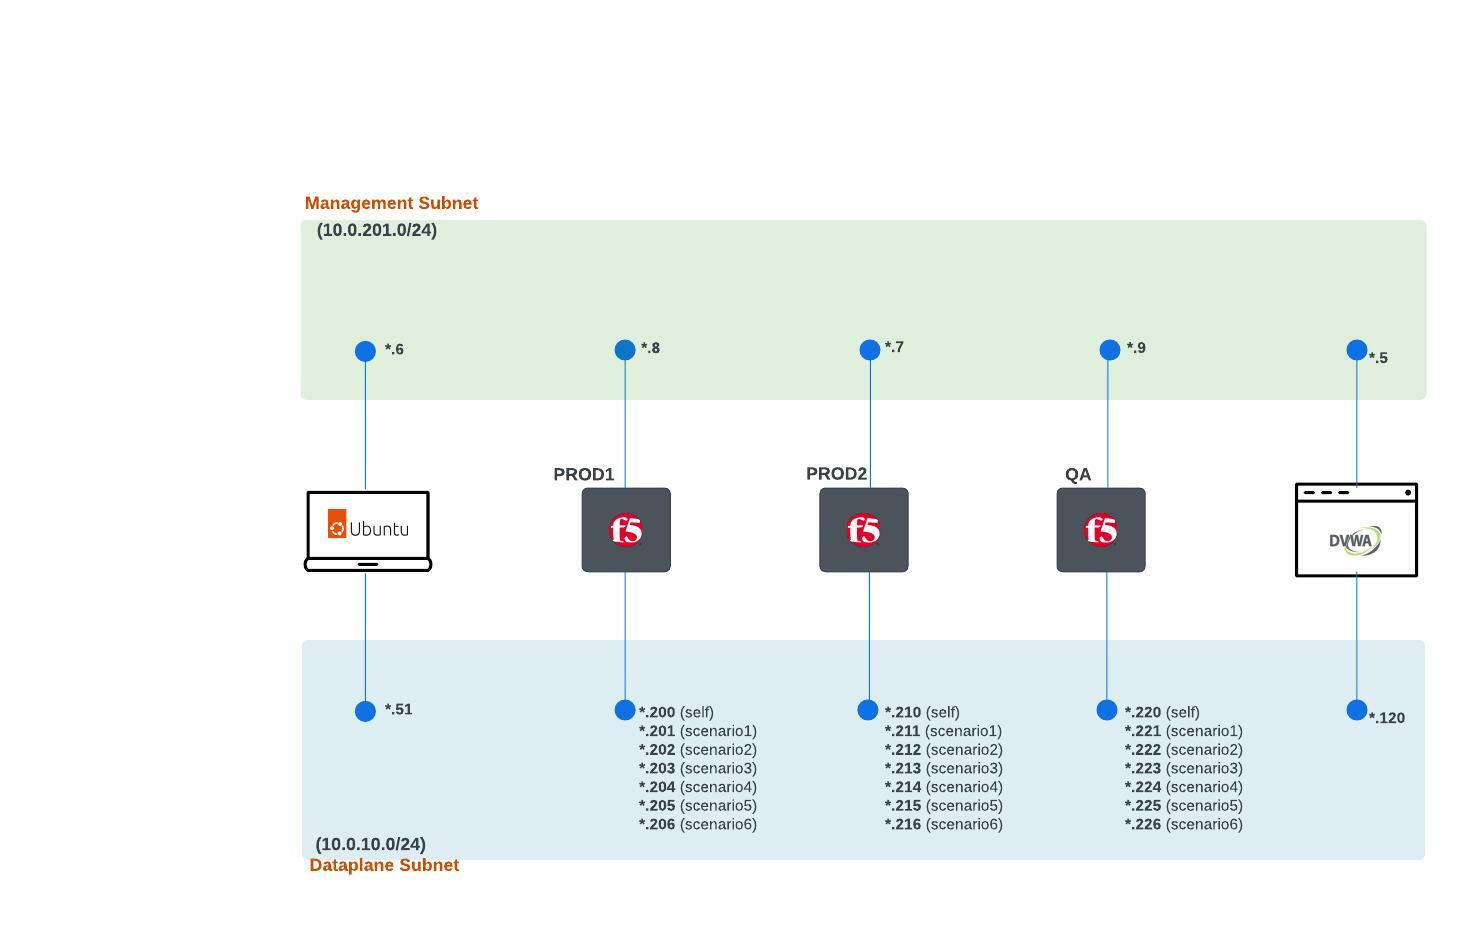 Management Subnet
(10.0.201.0/24)
*.6
*.8
*.7
*.9
*.5
PROD1
PROD2
QA
Ubuntu
f5
f5
f5
DVWA
*.51
*.200 (self)
*.201 (scenario1)
*.202 (scenario2)
*.203 (scenario3)
*.204 (scenario4)
*.205 (scenario5)
*.206 (scenario6)
*.210 (self)
*.211 (scenario1)
*.212 (scenario2)
*.213 (scenario3)
*.214 (scenario4)
*.215 (scenario5)
*.216 (scenario6)
*.220 (self)
*.221 (scenario1)
*.222 (scenario2)
*.223 (scenario3)
*.224 (scenario4)
*.225 (scenario5)
*.226 (scenario6)
*.120
(10.0.10.0/24)
Dataplane Subnet